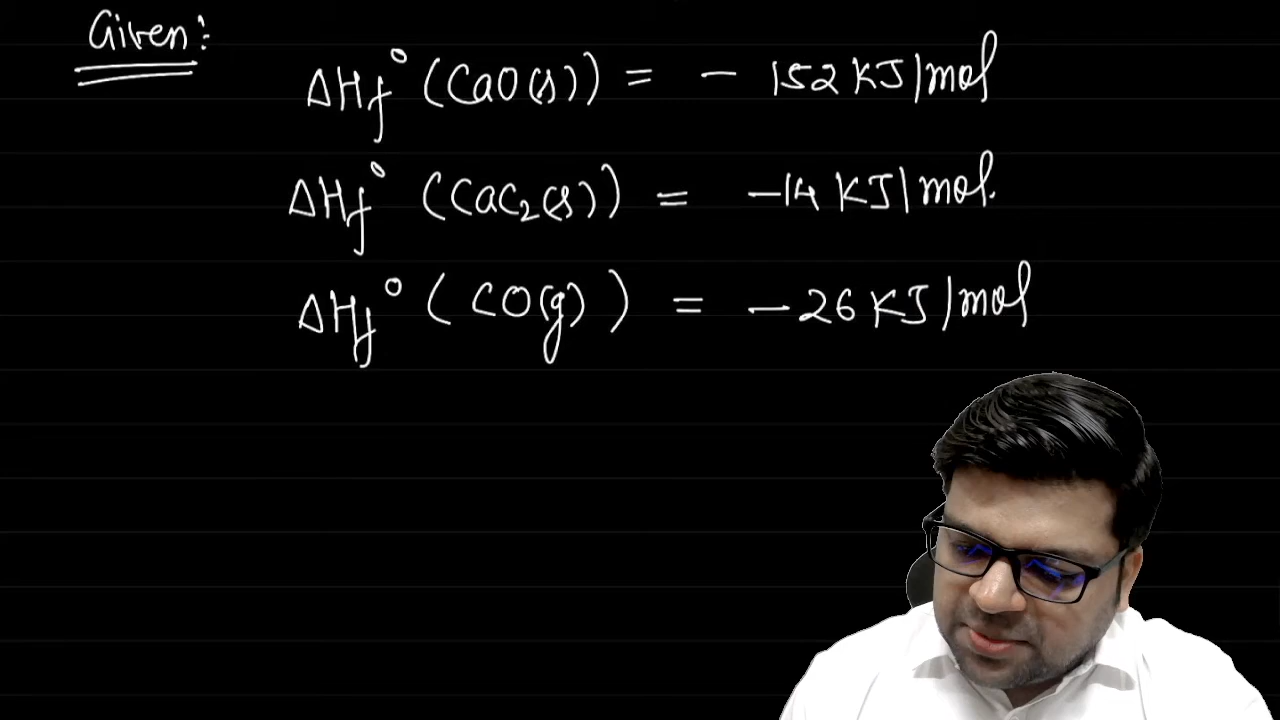 Given:
ΔHf° (CaO(s)) = - 152 KJ/mol
ΔHf° (CaC₂(s)) = -14 KJ/mol.
ΔHf° (CO(g)) = -26 KJ/mol